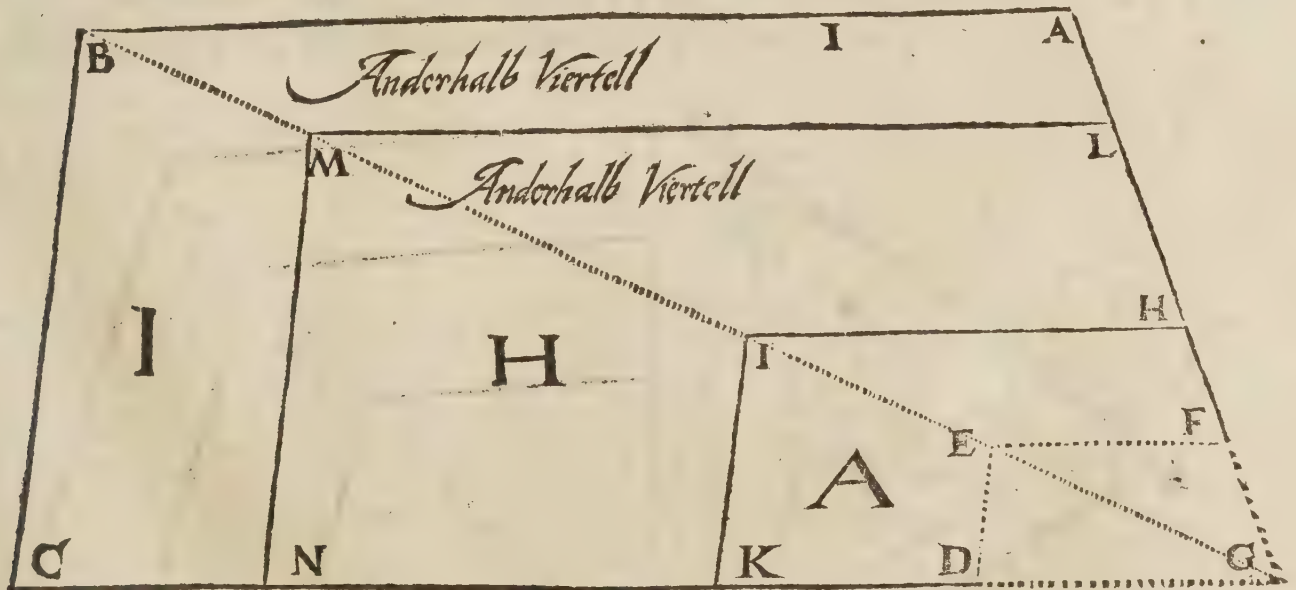 B I A
Anderhalb Viertell
M L
Anderhalb Viertell
I H I H
A E F
C N K D G